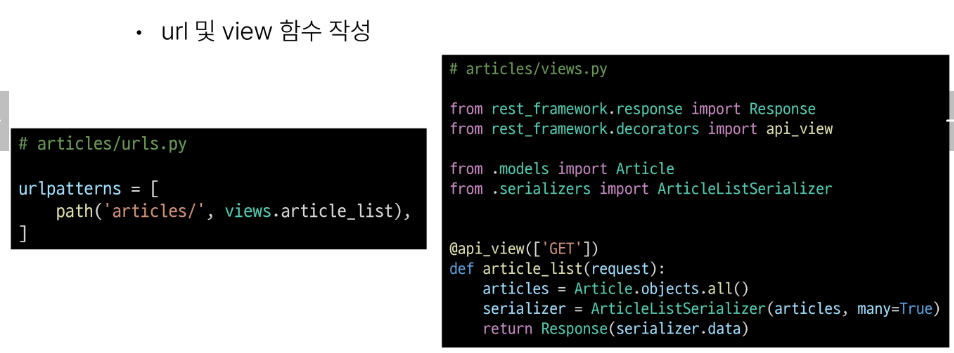 • url 및 view 함수 작성
# articles/urls.py
urlpatterns = [
    path('articles/', views.article_list),
]
# articles/views.py
from rest_framework.response import Response
from rest_framework.decorators import api_view
from .models import Article
from .serializers import ArticleListSerializer
@api_view(['GET'])
def article_list(request):
    articles = Article.objects.all()
    serializer = ArticleListSerializer(articles, many=True)
    return Response(serializer.data)